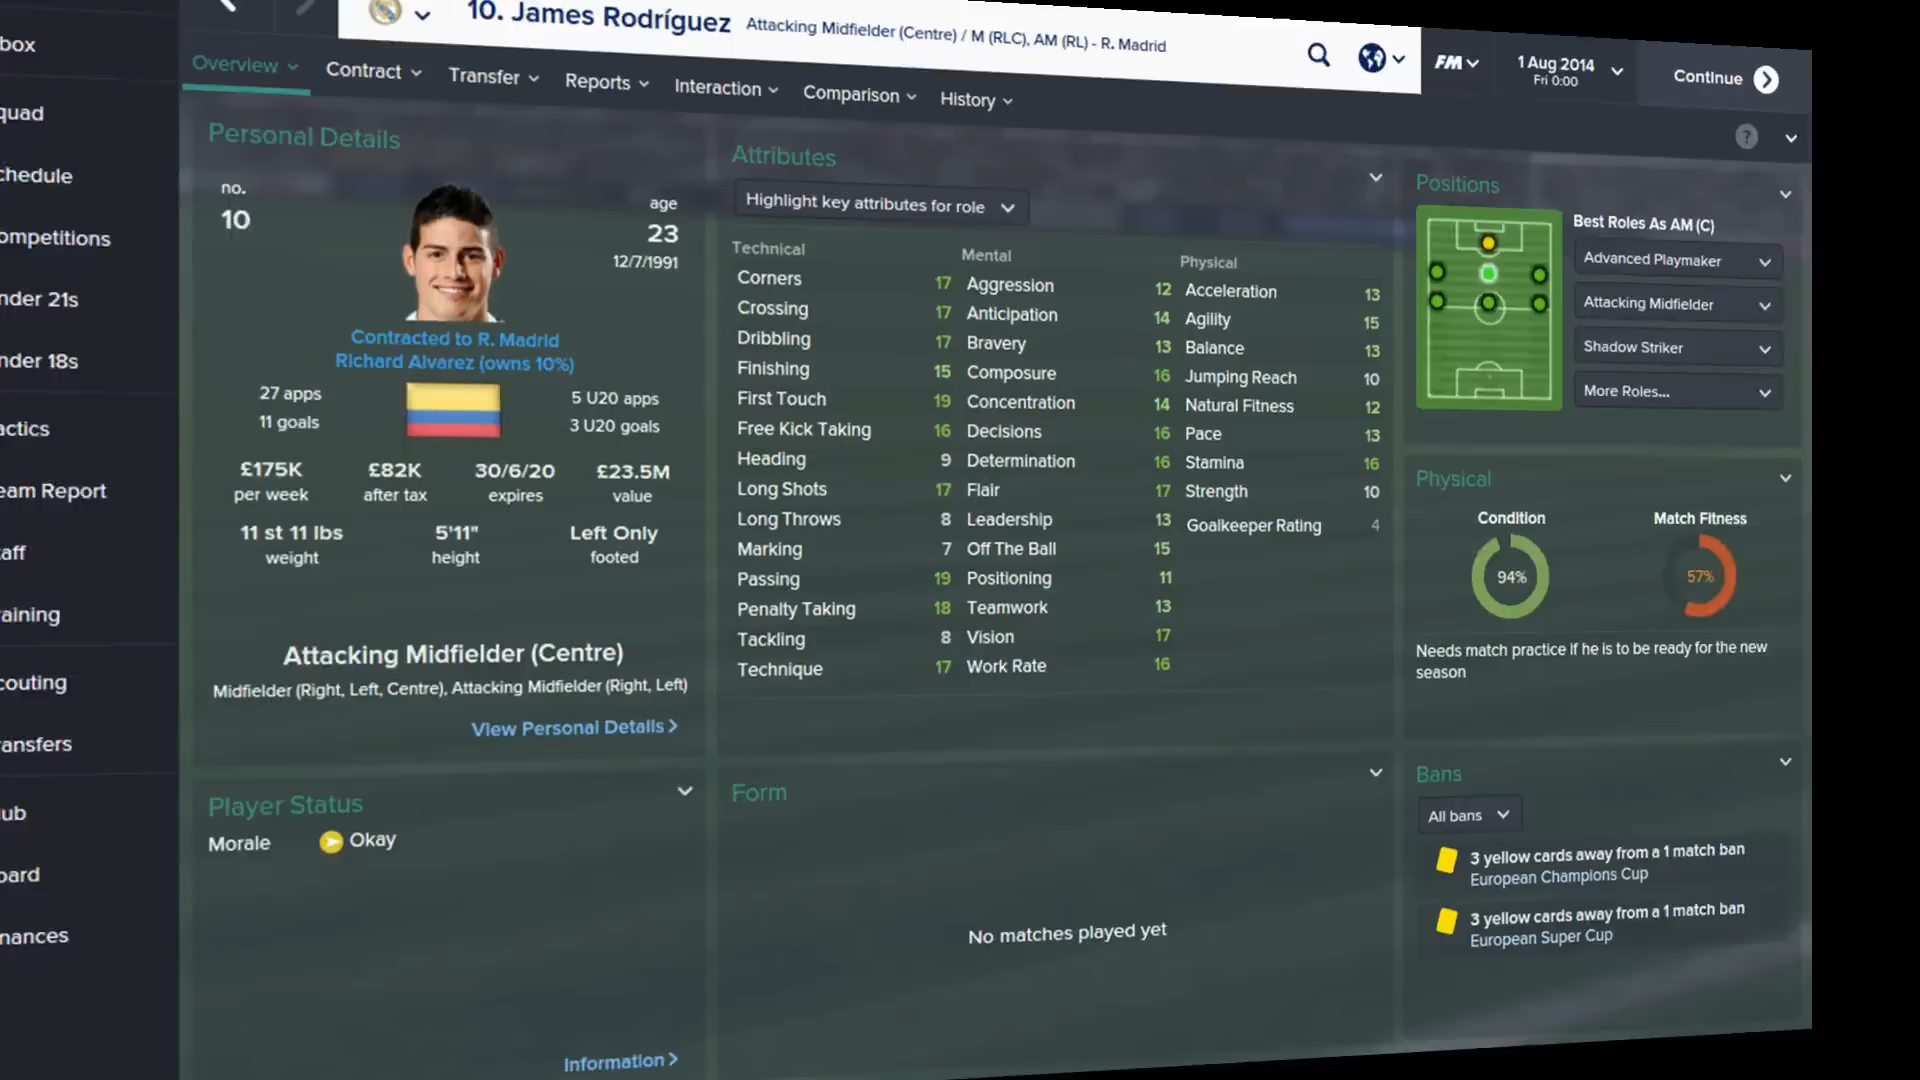 10. James Rodríguez Attacking Midfielder (Centre) / M (RLC), AM (RL) - R. Madrid
FM
1 Aug 2014
Fri 0:00
Continue
Overview Contract Transfer Reports Interaction Comparison History
?
box
quad
chedule
ompetitions
nder 21s
nder 18s
actics
eam Report
aff
raining
couting
ansfers
ub
oard
nances
Personal Details
no.
10
age
23
12/7/1991
Contracted to R. Madrid
Richard Alvarez (owns 10%)
27 apps
11 goals
5 U20 apps
3 U20 goals
£175K per week
£82K after tax
30/6/20 expires
£23.5M value
11 st 11 lbs weight
5'11" height
Left Only footed
Attacking Midfielder (Centre)
Midfielder (Right, Left, Centre), Attacking Midfielder (Right, Left)
View Personal Details
Attributes
Highlight key attributes for role
Technical
Corners 17
Crossing 17
Dribbling 17
Finishing 15
First Touch 19
Free Kick Taking 16
Heading 9
Long Shots 17
Long Throws 8
Marking 7
Passing 19
Penalty Taking 18
Tackling 8
Technique 17
Mental
Aggression 12
Anticipation 14
Bravery 13
Composure 16
Concentration 14
Decisions 16
Determination 16
Flair 17
Leadership 13
Off The Ball 15
Positioning 11
Teamwork 13
Vision 17
Work Rate 16
Physical
Acceleration 13
Agility 15
Balance 13
Jumping Reach 10
Natural Fitness 12
Pace 13
Stamina 16
Strength 10
Goalkeeper Rating 4
Positions
Best Roles As AM (C)
Advanced Playmaker
Attacking Midfielder
Shadow Striker
More Roles...
Physical
Condition
94%
Match Fitness
57%
Needs match practice if he is to be ready for the new
season
Player Status
Morale Okay
Information
Form
No matches played yet
Bans
All bans
3 yellow cards away from a 1 match ban
European Champions Cup
3 yellow cards away from a 1 match ban
European Super Cup